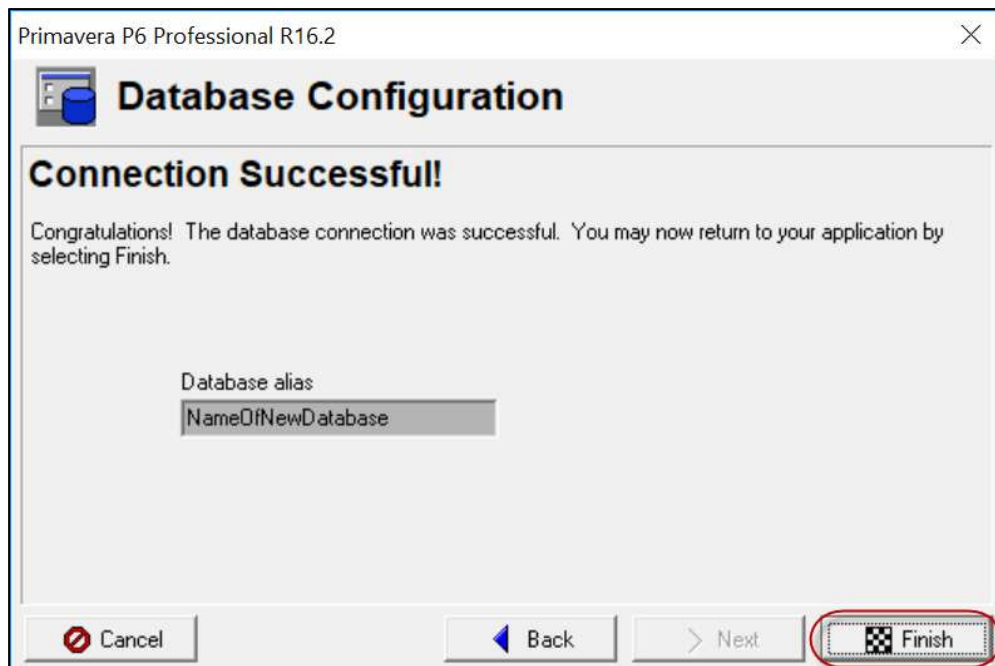 Primavera P6 Professional R16.2
Database Configuration
Connection Successful!
Congratulations!  The database connection was successful.  You may now return to your application by
selecting Finish.
Database alias
NameOfNewDatabase
Cancel
Back
Next
Finish